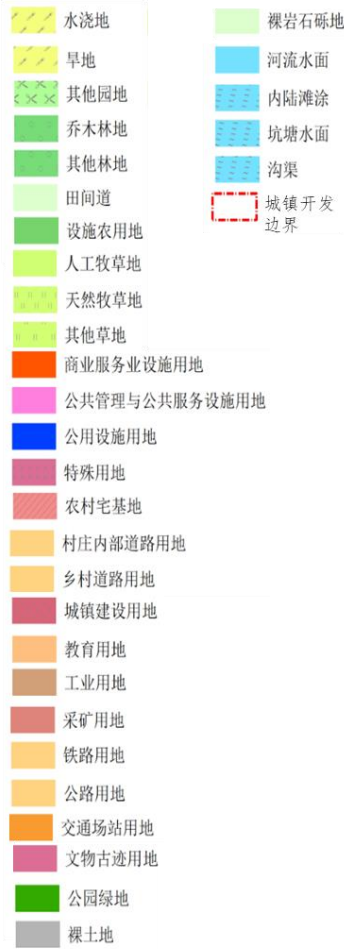 水浇地
旱地
其他园地
乔木林地
其他林地
田间道
设施农用地
人工牧草地
天然牧草地
其他草地
商业服务业设施用地
公共管理与公共服务设施用地
公用设施用地
特殊用地
农村宅基地
村庄内部道路用地
乡村道路用地
城镇建设用地
教育用地
工业用地
采矿用地
铁路用地
公路用地
交通场站用地
文物古迹用地
公园绿地
裸土地
裸岩石砾地
河流水面
内陆滩涂
坑塘水面
沟渠
城镇开发
边界